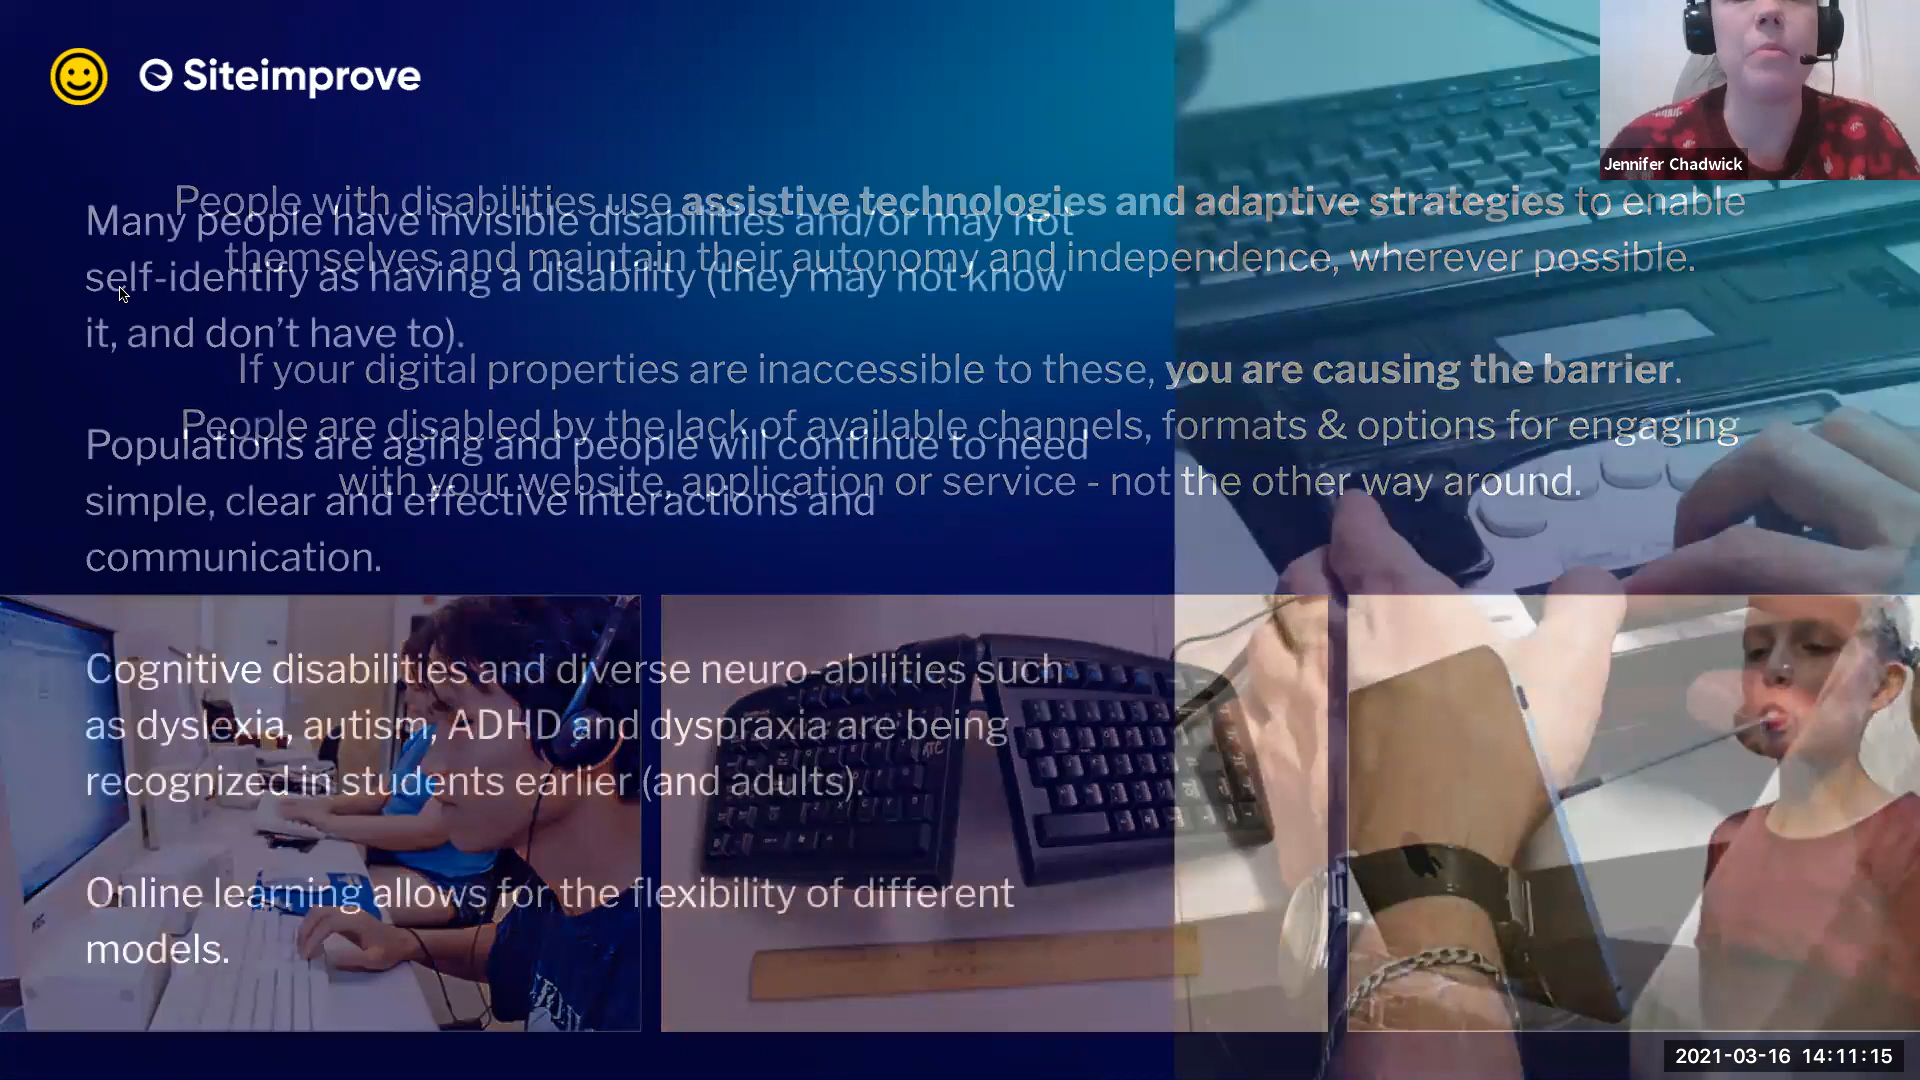 Siteimprove
Jennifer Chadwick
People with disabilities use assistive technologies and adaptive strategies to enable
themselves and maintain their autonomy and independence, wherever possible.
If your digital properties are inaccessible to these, you are causing the barrier.
People are disabled by the lack of available channels, formats & options for engaging
with your website, application or service - not the other way around.
Many people have invisible disabilities and/or may not
self-identify as having a disability (they may not know
it, and don’t have to).
Populations are aging and people will continue to need
simple, clear and effective interactions and
communication.
Cognitive disabilities and diverse neuro-abilities such
as dyslexia, autism, ADHD and dyspraxia are being
recognized in students earlier (and adults).
Online learning allows for the flexibility of different
models.
ATC
2021-03-16 14:11:15